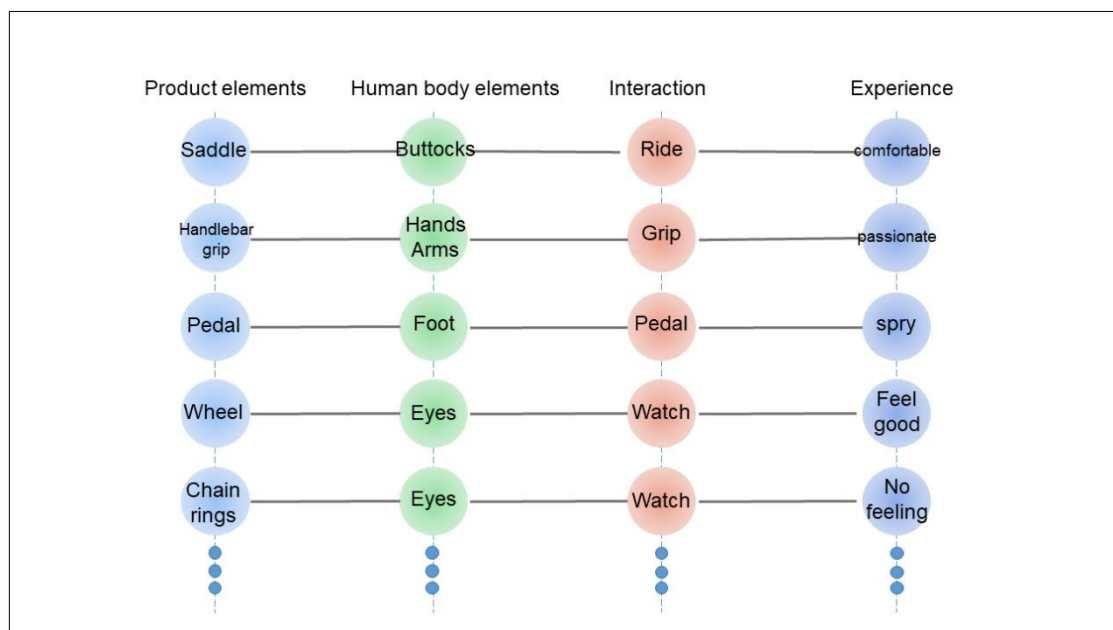 Product elements
Human body elements
Interaction
Experience
Saddle
Buttocks
Ride
comfortable
Handlebar
grip
Hands
Arms
Grip
passionate
Pedal
Foot
Pedal
spry
Wheel
Eyes
Watch
Feel
good
Chain
rings
Eyes
Watch
No
feeling